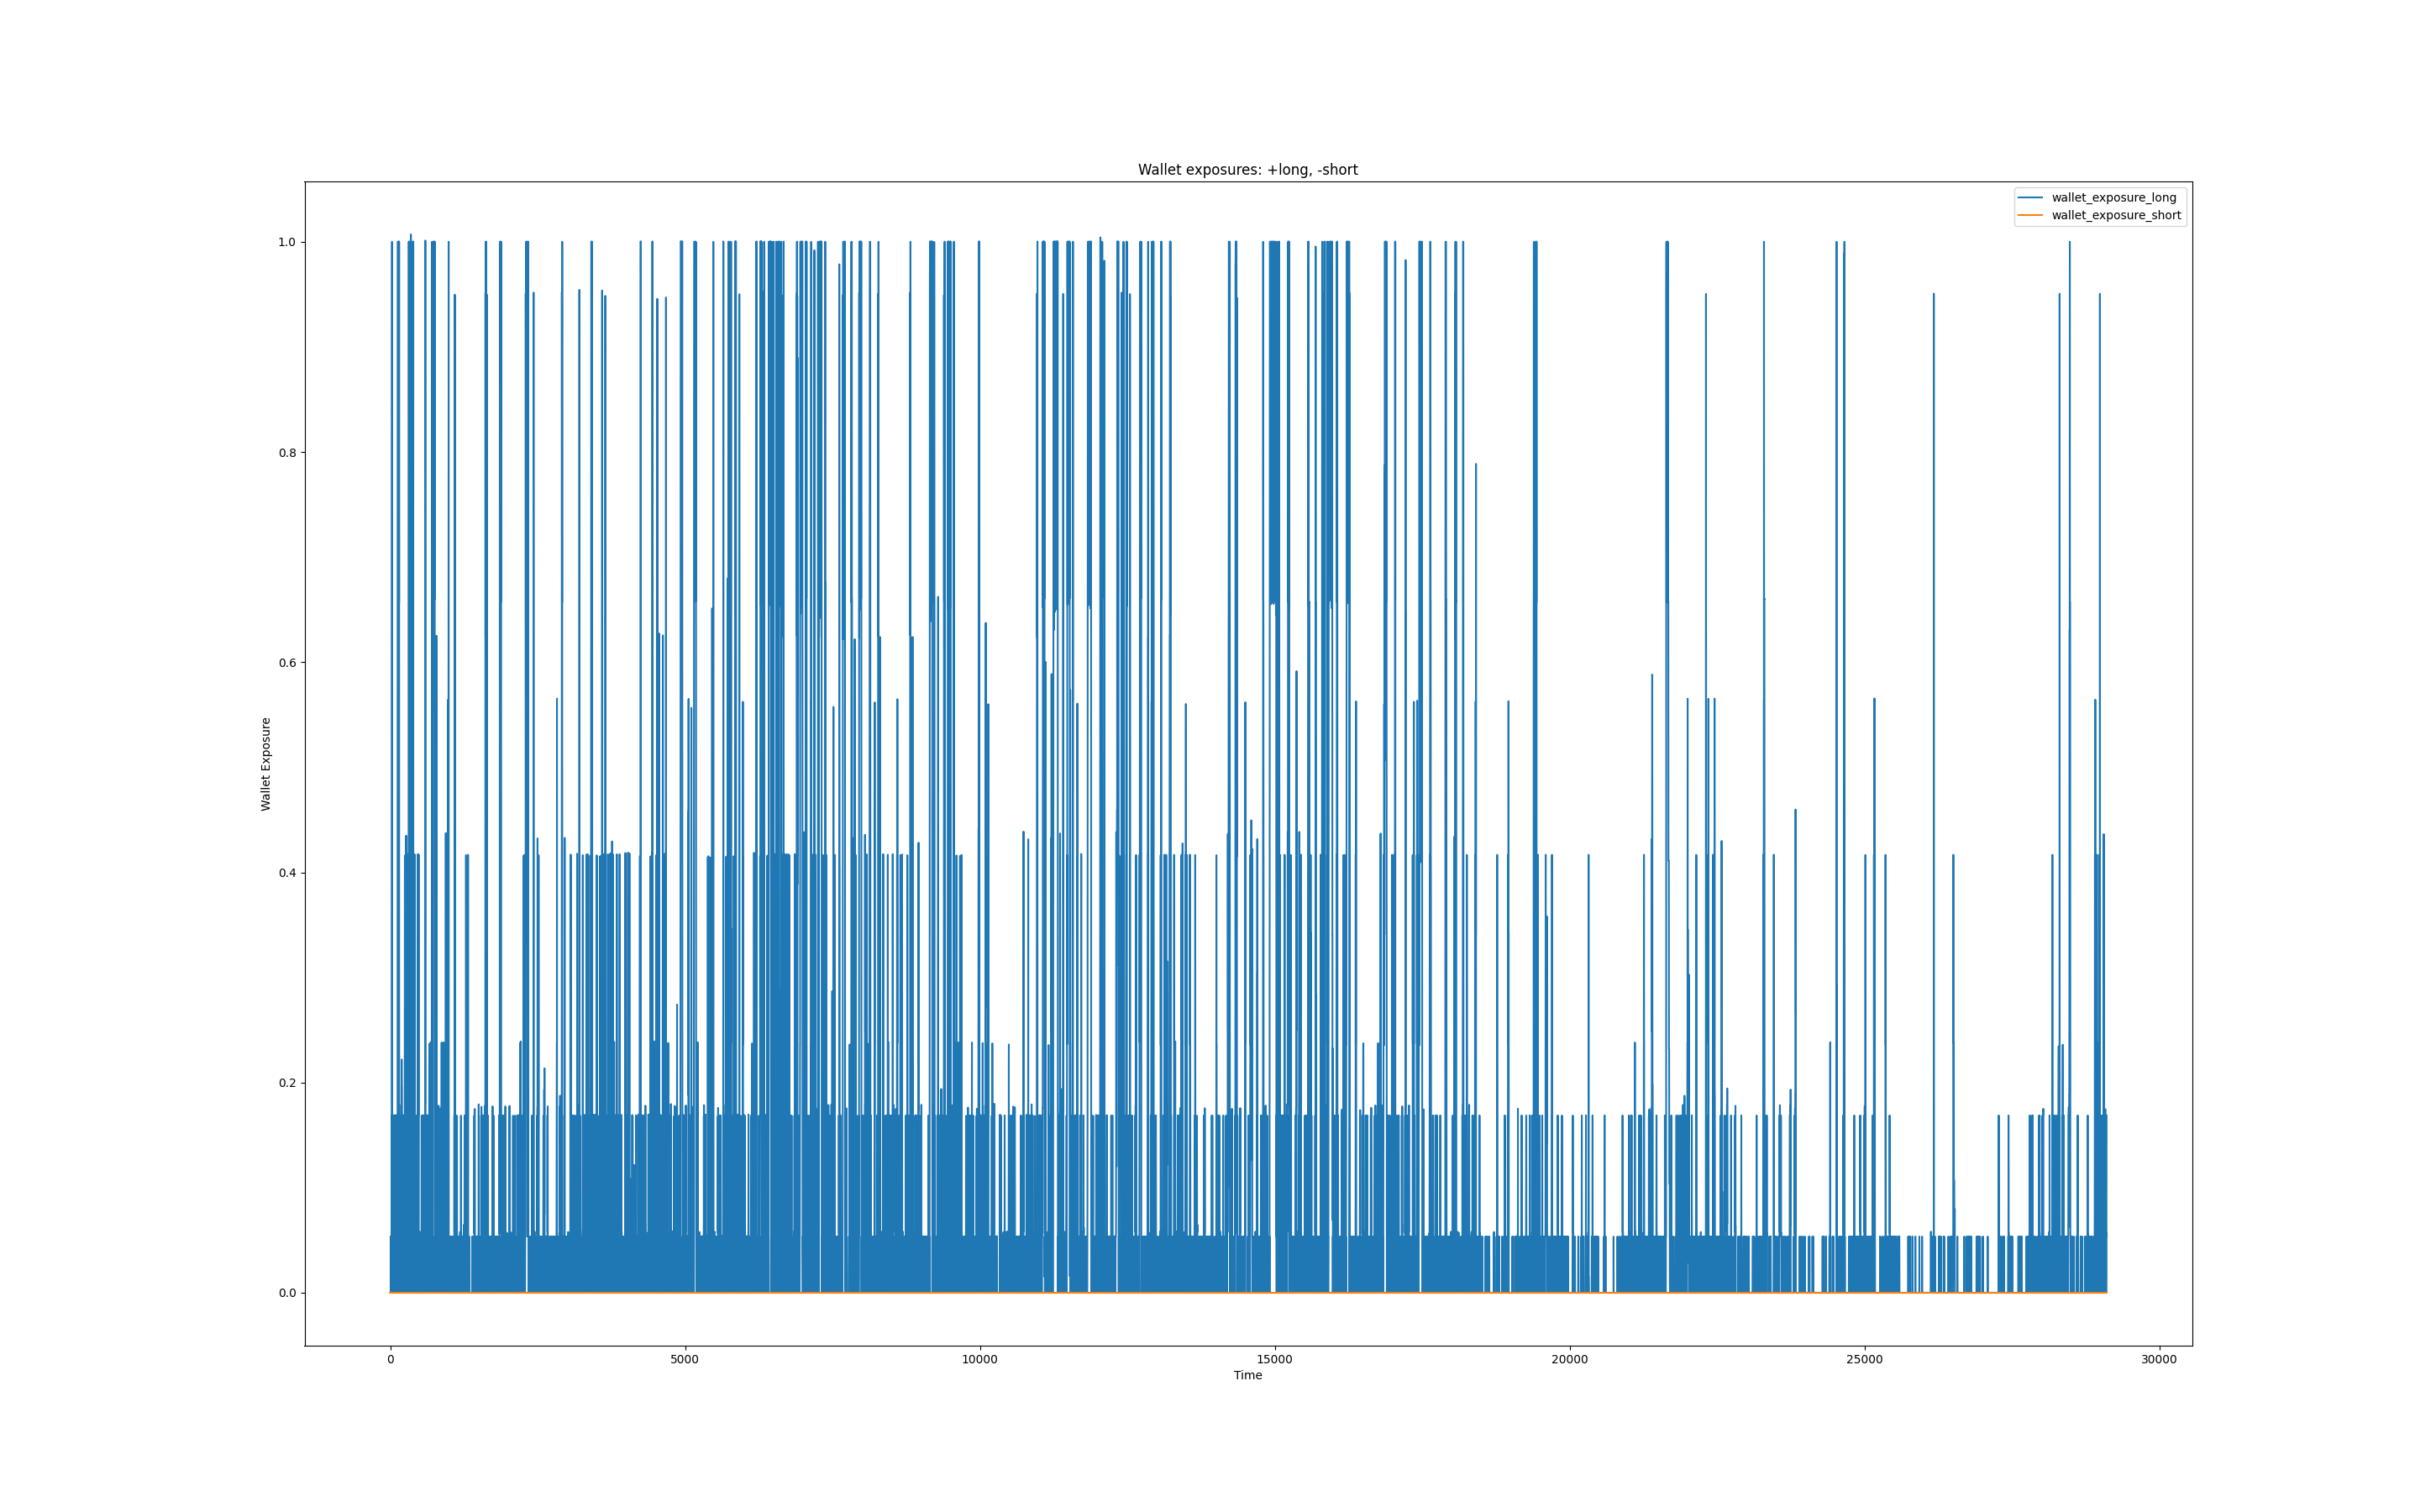 Wallet exposures: +long, -short
wallet_exposure_long
wallet_exposure_short
1.0
0.8
0.6
0.4
0.2
0.0
Wallet Exposure
0 5000 10000 15000 20000 25000 30000
Time